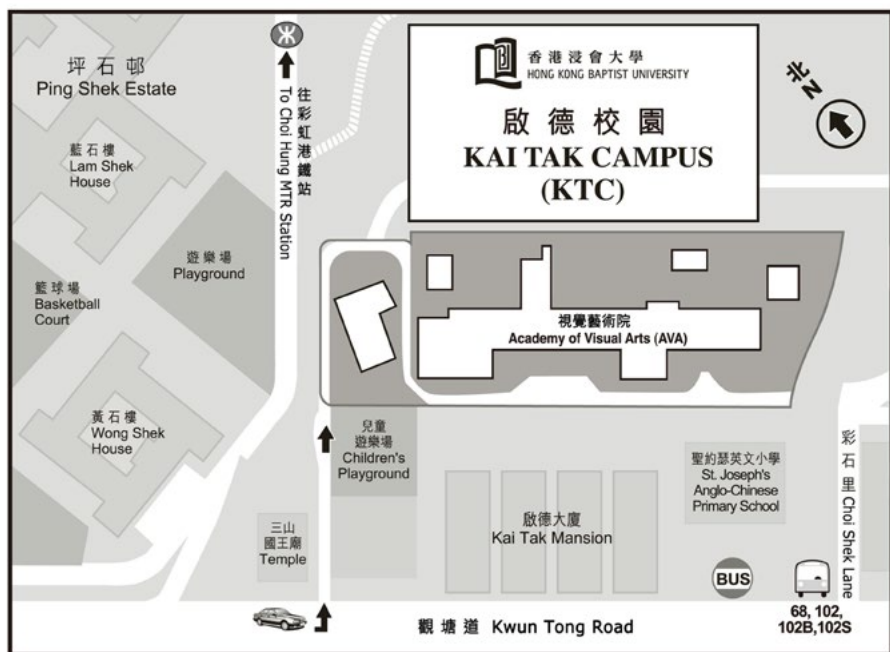 坪石邨
Ping Shek Estate
藍石樓
Lam Shek
House
遊樂場
Playground
籃球場
Basketball
Court
黃石樓
Wong Shek
House
往彩虹港鐵站
To Choi Hung MTR Station
香港浸會大學
HONG KONG BAPTIST UNIVERSITY
啟德校園
KAI TAK CAMPUS
(KTC)
北
N
視覺藝術院
Academy of Visual Arts (AVA)
兒童
遊樂場
Children's
Playground
三山
國王廟
Temple
啟德大廈
Kai Tak Mansion
聖約瑟英文小學
St. Joseph's
Anglo-Chinese
Primary School
彩石里 Choi Shek Lane
BUS
68, 102,
102B,102S
觀塘道 Kwun Tong Road